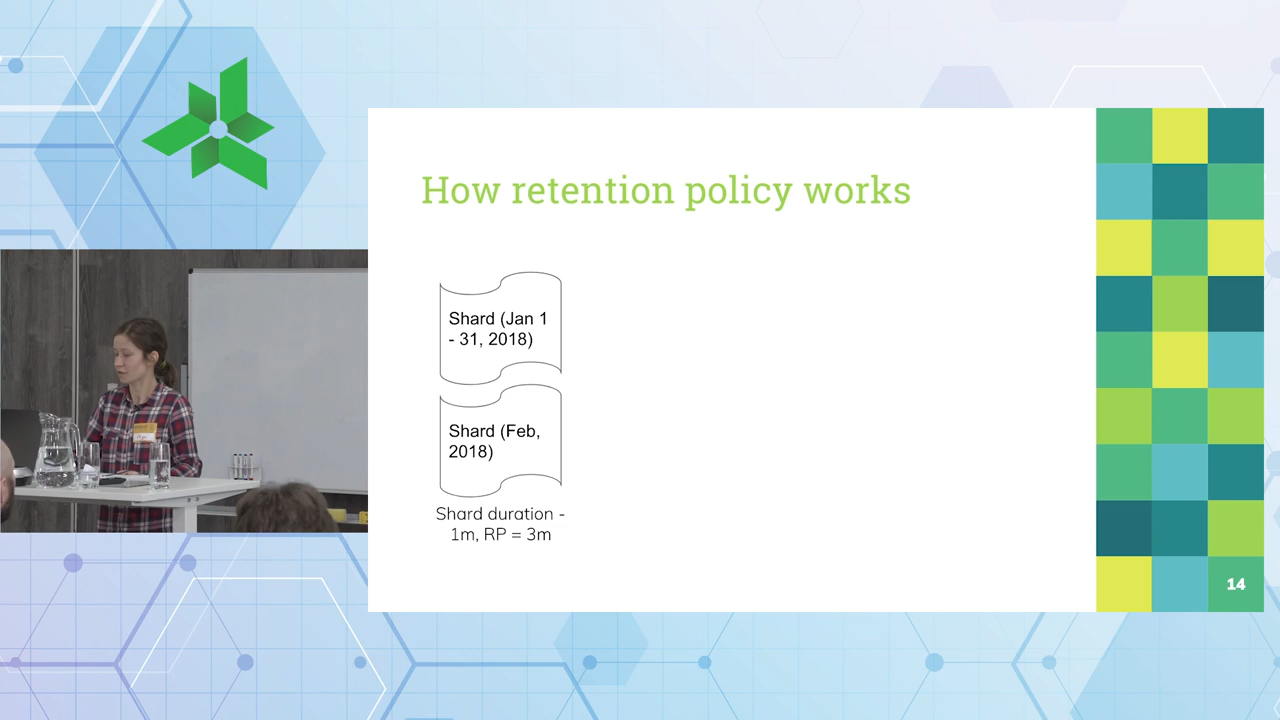 How retention policy works
Shard (Jan 1
- 31, 2018)
Shard (Feb,
2018)
Shard duration -
1m, RP = 3m
14